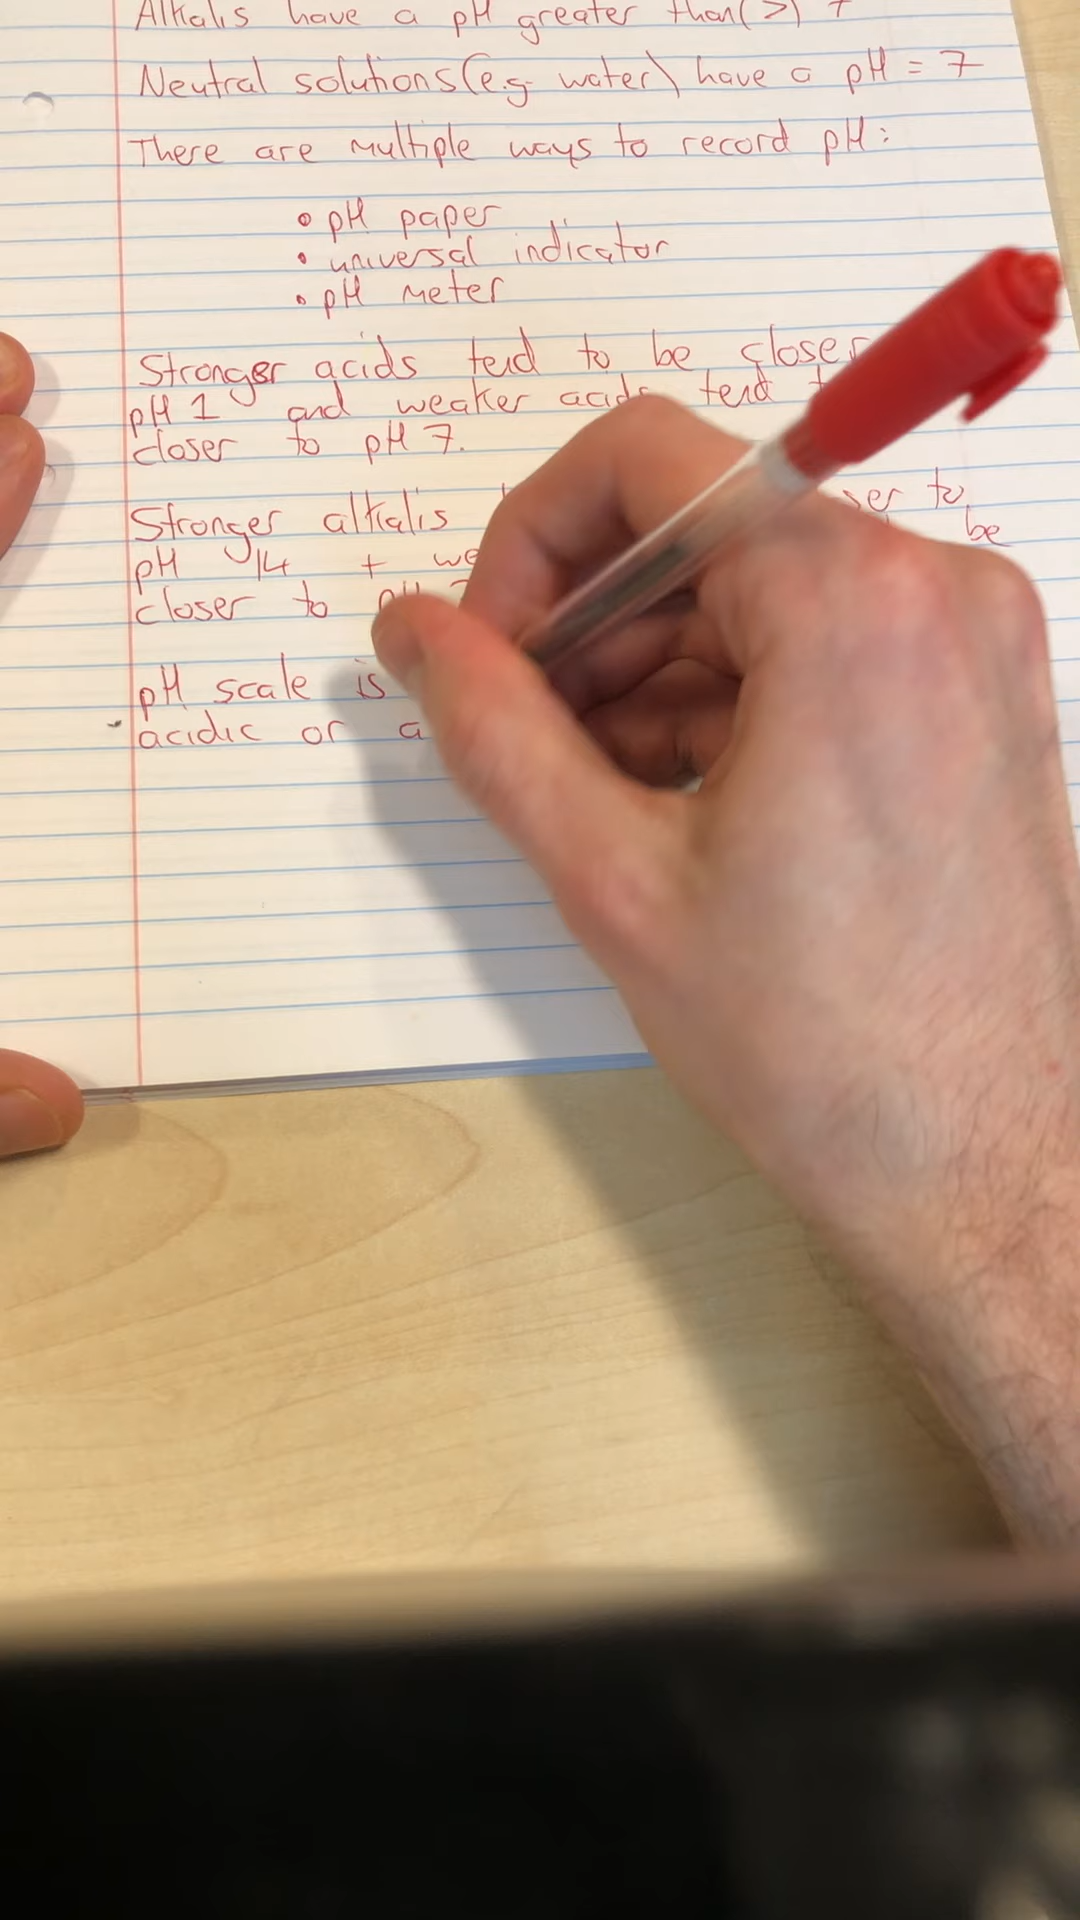 Alkalis have a pH greater than (>) 7
Neutral solutions (e.g. water) have a pH = 7
There are multiple ways to record pH:
• pH paper
• universal indicator
• pH meter
Stronger acids tend to be closer
pH 1 and weaker acids tend
closer to pH 7.
Stronger alkalis to
pH 14 + be
closer to
pH scale is
acidic or a